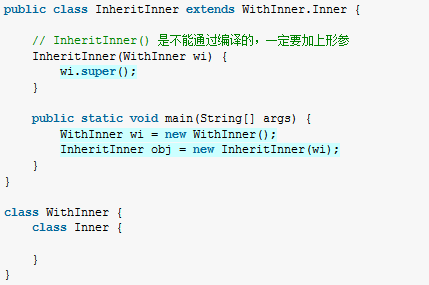 public class InheritInner extends WithInner.Inner {
// InheritInner() 是不能通过编译的，一定要加上形参
InheritInner(WithInner wi) {
wi.super();
}
public static void main(String[] args) {
WithInner wi = new WithInner();
InheritInner obj = new InheritInner(wi);
}
}
class WithInner {
class Inner {
}
}